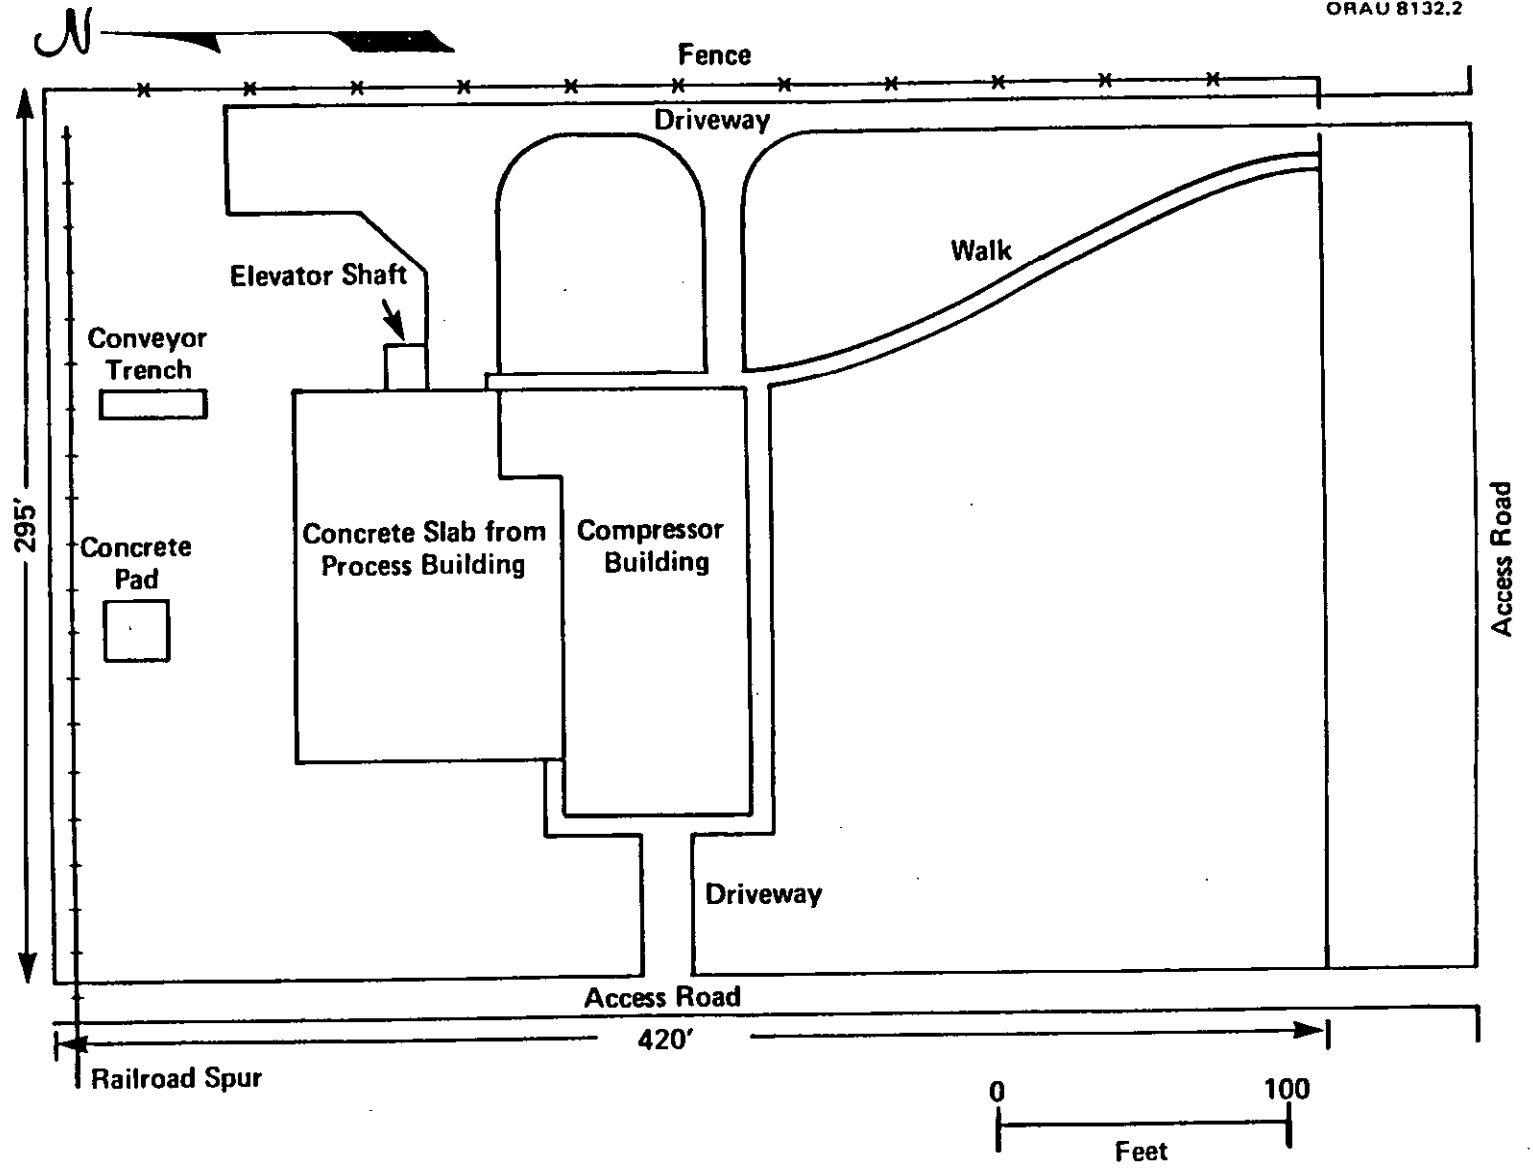 ORAU 8132.2
N
Fence
Driveway
Walk
Elevator Shaft
Conveyor
Trench
295'
Concrete Slab from
Process Building
Compressor
Building
Concrete
Pad
Access Road
Driveway
Access Road
420'
Railroad Spur
0 100
Feet